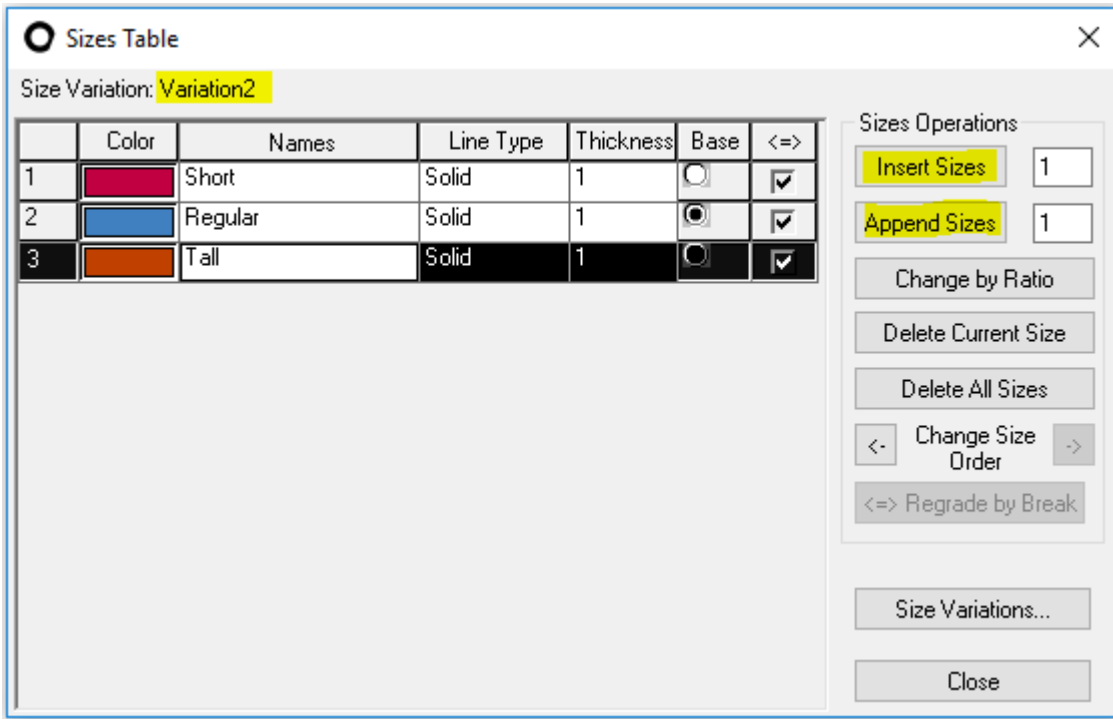 Sizes Table
Size Variation: Variation2
Color Names Line Type Thickness Base <=>
1 Short Solid 1
2 Regular Solid 1
3 Tall Solid 1
Sizes Operations
Insert Sizes 1
Append Sizes 1
Change by Ratio
Delete Current Size
Delete All Sizes
<- Change Size ->
Order
<=> Regrade by Break
Size Variations...
Close